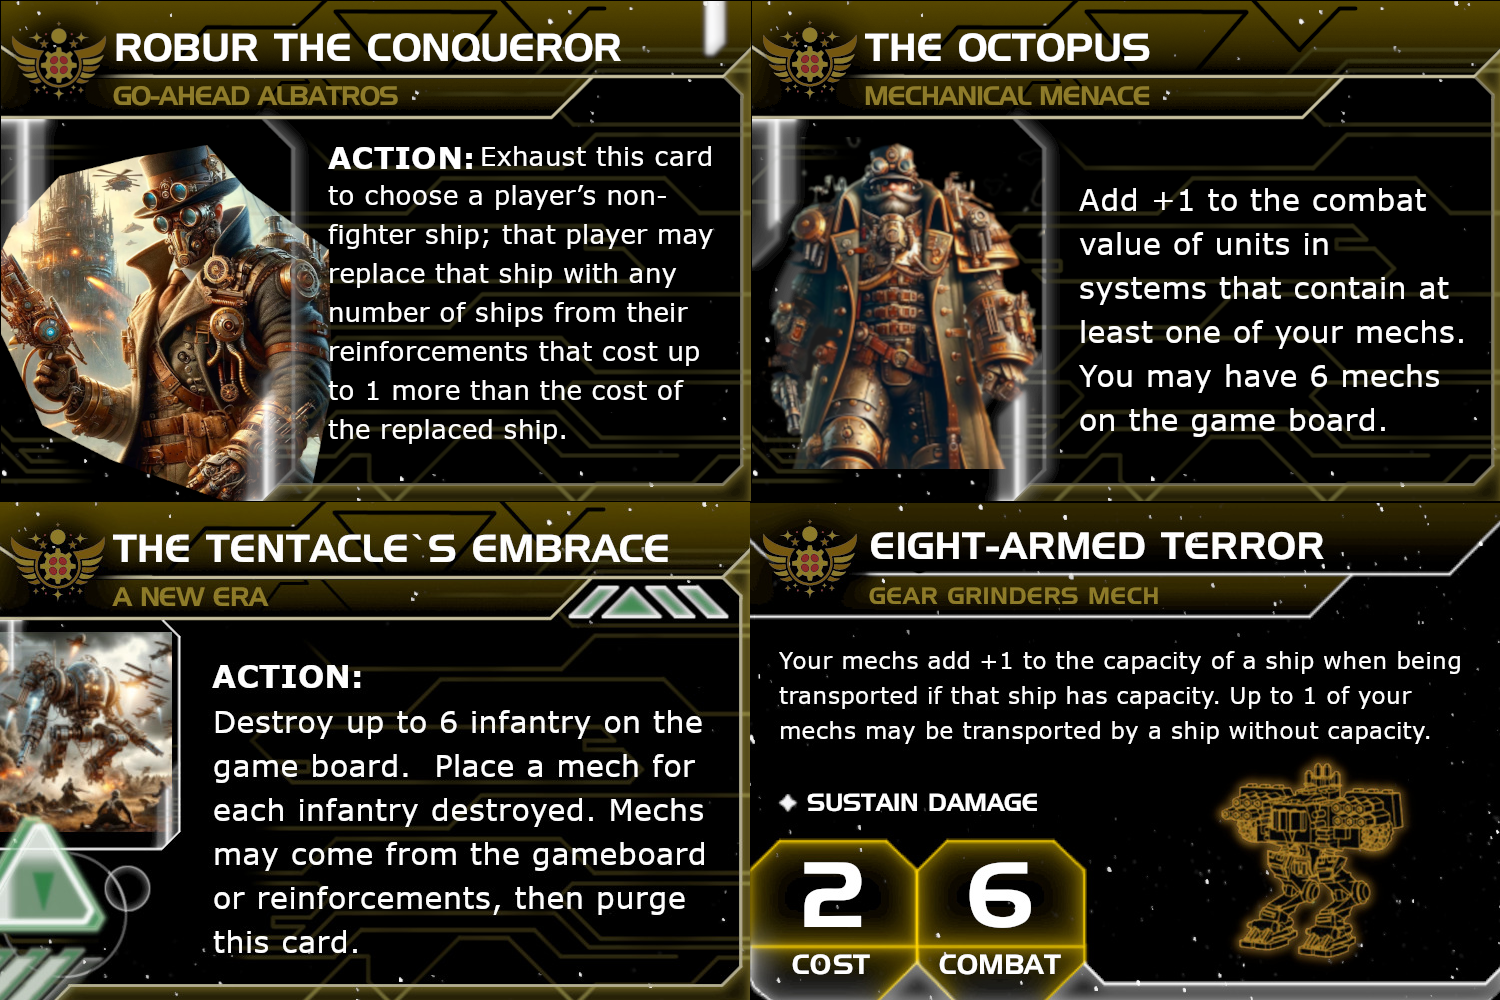 ROBUR THE CONQUEROR
GO-AHEAD ALBATROS
ACTION: Exhaust this card
to choose a player’s non-
fighter ship; that player may
replace that ship with any
number of ships from their
reinforcements that cost up
to 1 more than the cost of
the replaced ship.
THE OCTOPUS
MECHANICAL MENACE
Add +1 to the combat
value of units in
systems that contain at
least one of your mechs.
You may have 6 mechs
on the game board.
THE TENTACLE`S EMBRACE
A NEW ERA
ACTION:
Destroy up to 6 infantry on the
game board.  Place a mech for
each infantry destroyed. Mechs
may come from the gameboard
or reinforcements, then purge
this card.
EIGHT-ARMED TERROR
GEAR GRINDERS MECH
Your mechs add +1 to the capacity of a ship when being
transported if that ship has capacity. Up to 1 of your
mechs may be transported by a ship without capacity.
SUSTAIN DAMAGE
2 6
COST COMBAT